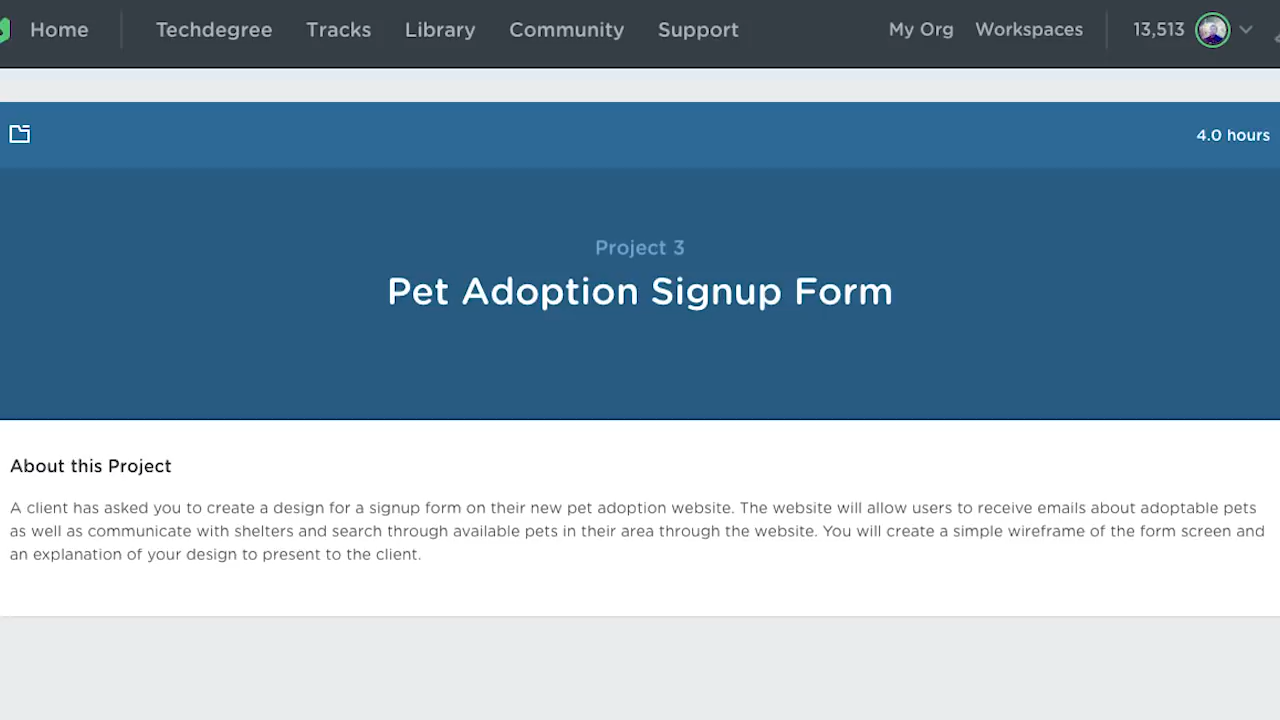 Home Techdegree Tracks Library Community Support My Org Workspaces 13,513
4.0 hours
Project 3
Pet Adoption Signup Form
About this Project
A client has asked you to create a design for a signup form on their new pet adoption website. The website will allow users to receive emails about adoptable pets
as well as communicate with shelters and search through available pets in their area through the website. You will create a simple wireframe of the form screen and
an explanation of your design to present to the client.